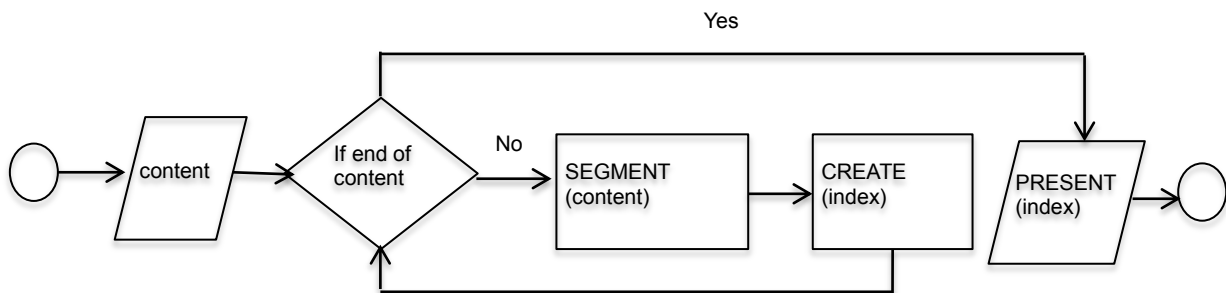 Yes
content
If end of
content
No
SEGMENT
(content)
CREATE
(index)
PRESENT
(index)